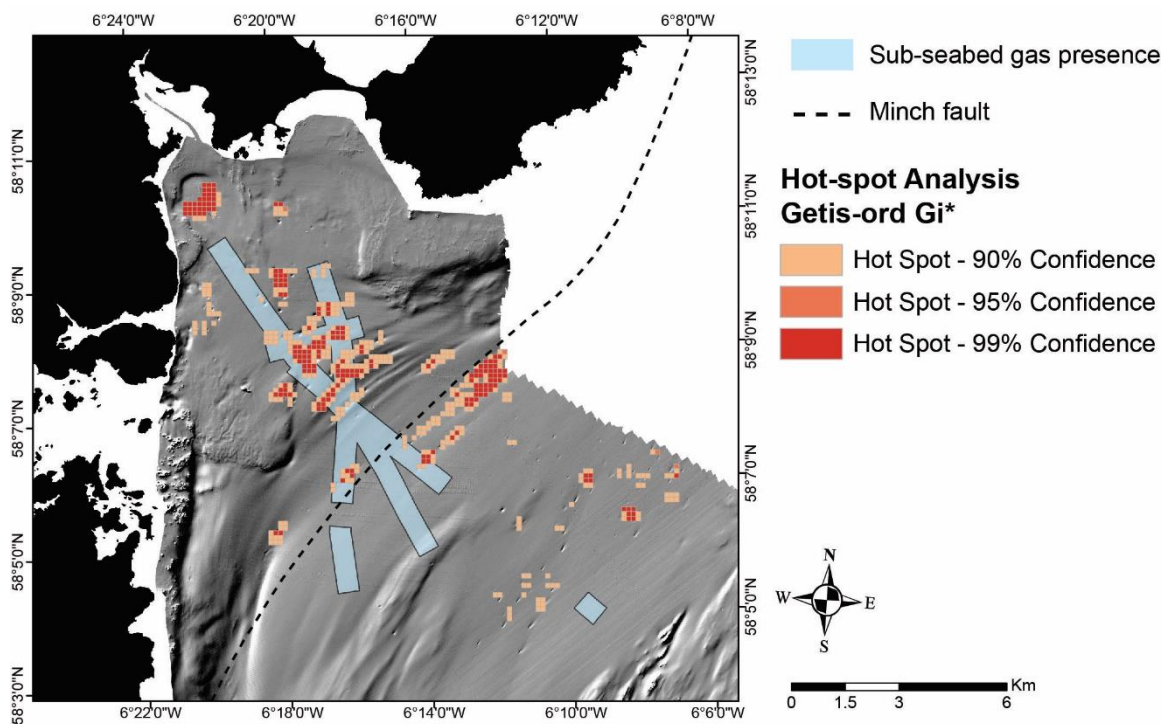 6°24'0"W 6°20'0"W 6°16'0"W 6°12'0"W 6°8'0"W
58°13'0"N
58°11'0"N
58°11'0"N
58°9'0"N
58°9'0"N
58°7'0"N
58°7'0"N
58°5'0"N
58°5'0"N
58°3'0"N
6°22'0"W 6°18'0"W 6°14'0"W 6°10'0"W 6°6'0"W
Sub-seabed gas presence
Minch fault
Hot-spot Analysis
Getis-ord Gi*
Hot Spot - 90% Confidence
Hot Spot - 95% Confidence
Hot Spot - 99% Confidence
N
W E
S
Km
0 1.5 3 6